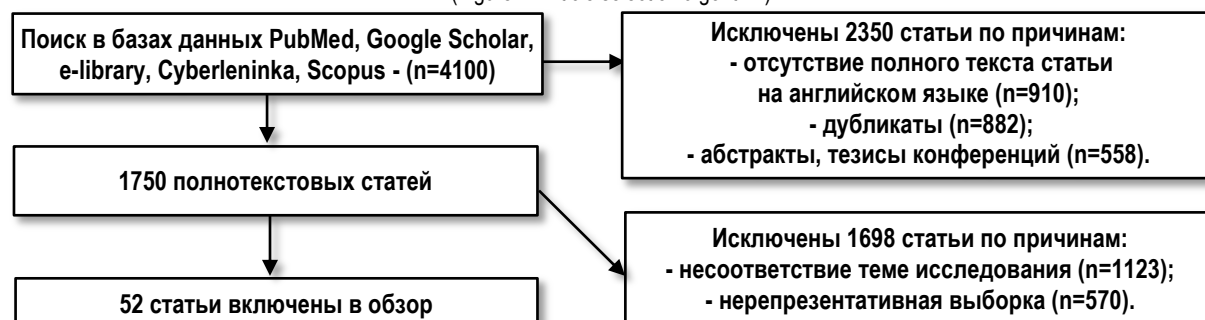 Поиск в базах данных PubMed, Google Scholar,
e-library, Cyberleninka, Scopus - (n=4100)
Исключены 2350 статьи по причинам:
- отсутствие полного текста статьи
на английском языке (n=910);
- дубликаты (n=882);
- абстракты, тезисы конференций (n=558).
1750 полнотекстовых статей
Исключены 1698 статьи по причинам:
- несоответствие теме исследования (n=1123);
- нерепрезентативная выборка (n=570).
52 статьи включены в обзор